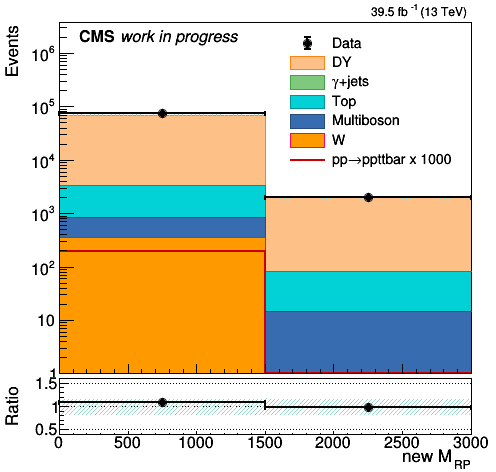 39.5 fb⁻¹ (13 TeV)
CMS work in progress
Events
10⁶
10⁵
10⁴
10³
10²
10
1
Data
DY
γ+jets
Top
Multiboson
W
pp→ppttbar x 1000
Ratio
1.5
1
0.5
0 500 1000 1500 2000 2500 3000
new M_RP